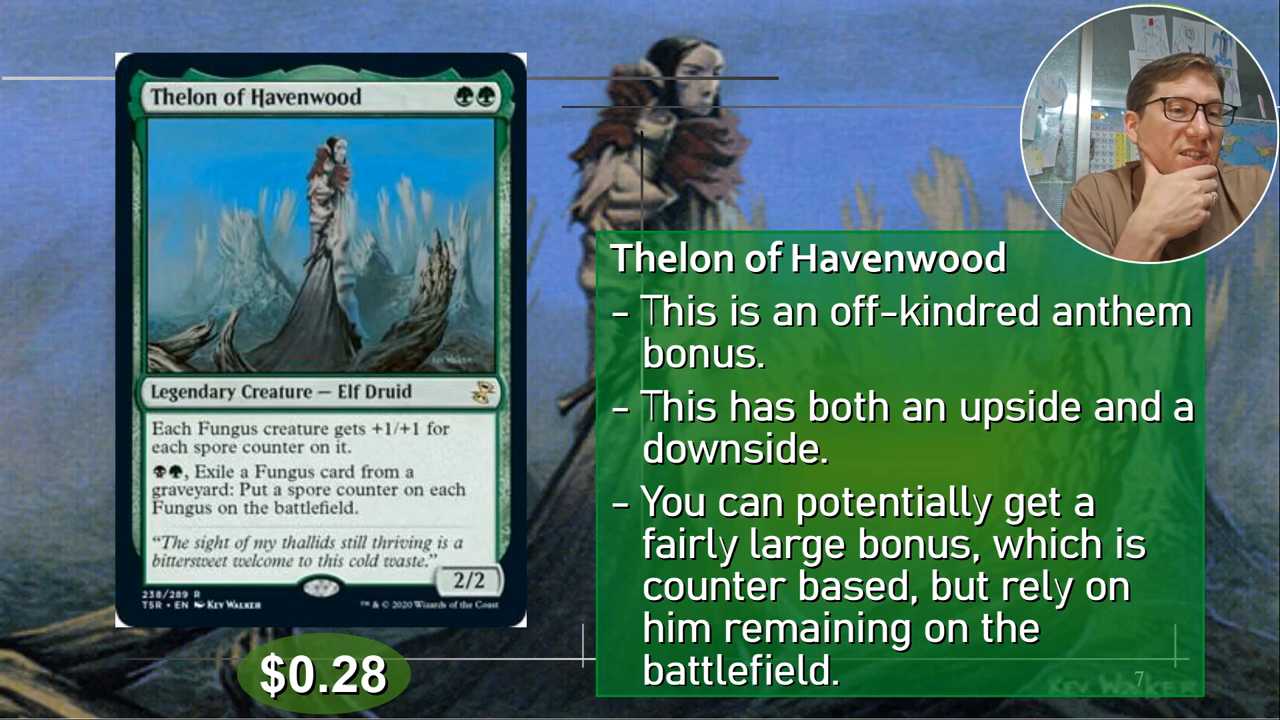 Thelon of Havenwood
Legendary Creature — Elf Druid
Each Fungus creature gets +1/+1 for
each spore counter on it.
, Exile a Fungus card from a
graveyard: Put a spore counter on each
Fungus on the battlefield.
"The sight of my thallids still thriving is a
bittersweet welcome to this cold waste."
2/2
238/289 R
TSR • EN Kev Walker
™ & © 2020 Wizards of the Coast
$0.28
Thelon of Havenwood
– This is an off-kindred anthem
bonus.
– This has both an upside and a
downside.
– You can potentially get a
fairly large bonus, which is
counter based, but rely on
him remaining on the
battlefield.
7
Kev Walker